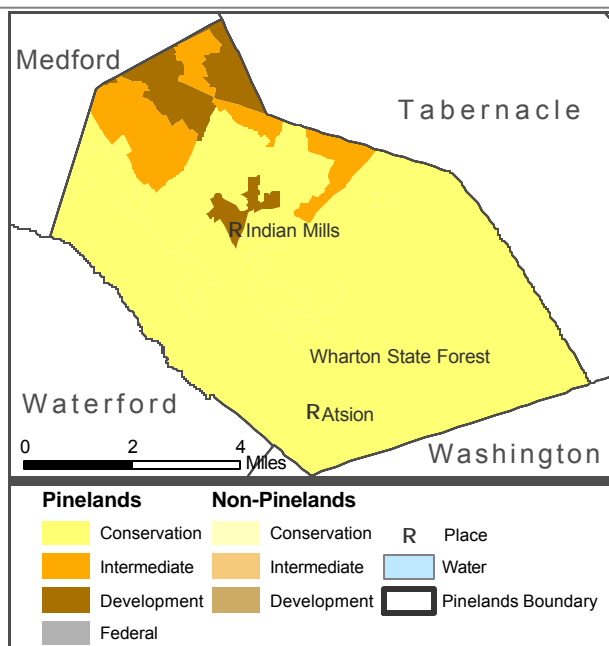 Medford
Tabernacle
R Indian Mills
Wharton State Forest
Waterford
R Atsion
Washington
0 2 4
Miles
Pinelands Non-Pinelands
Conservation Conservation R Place
Intermediate Intermediate Water
Development Development Pinelands Boundary
Federal